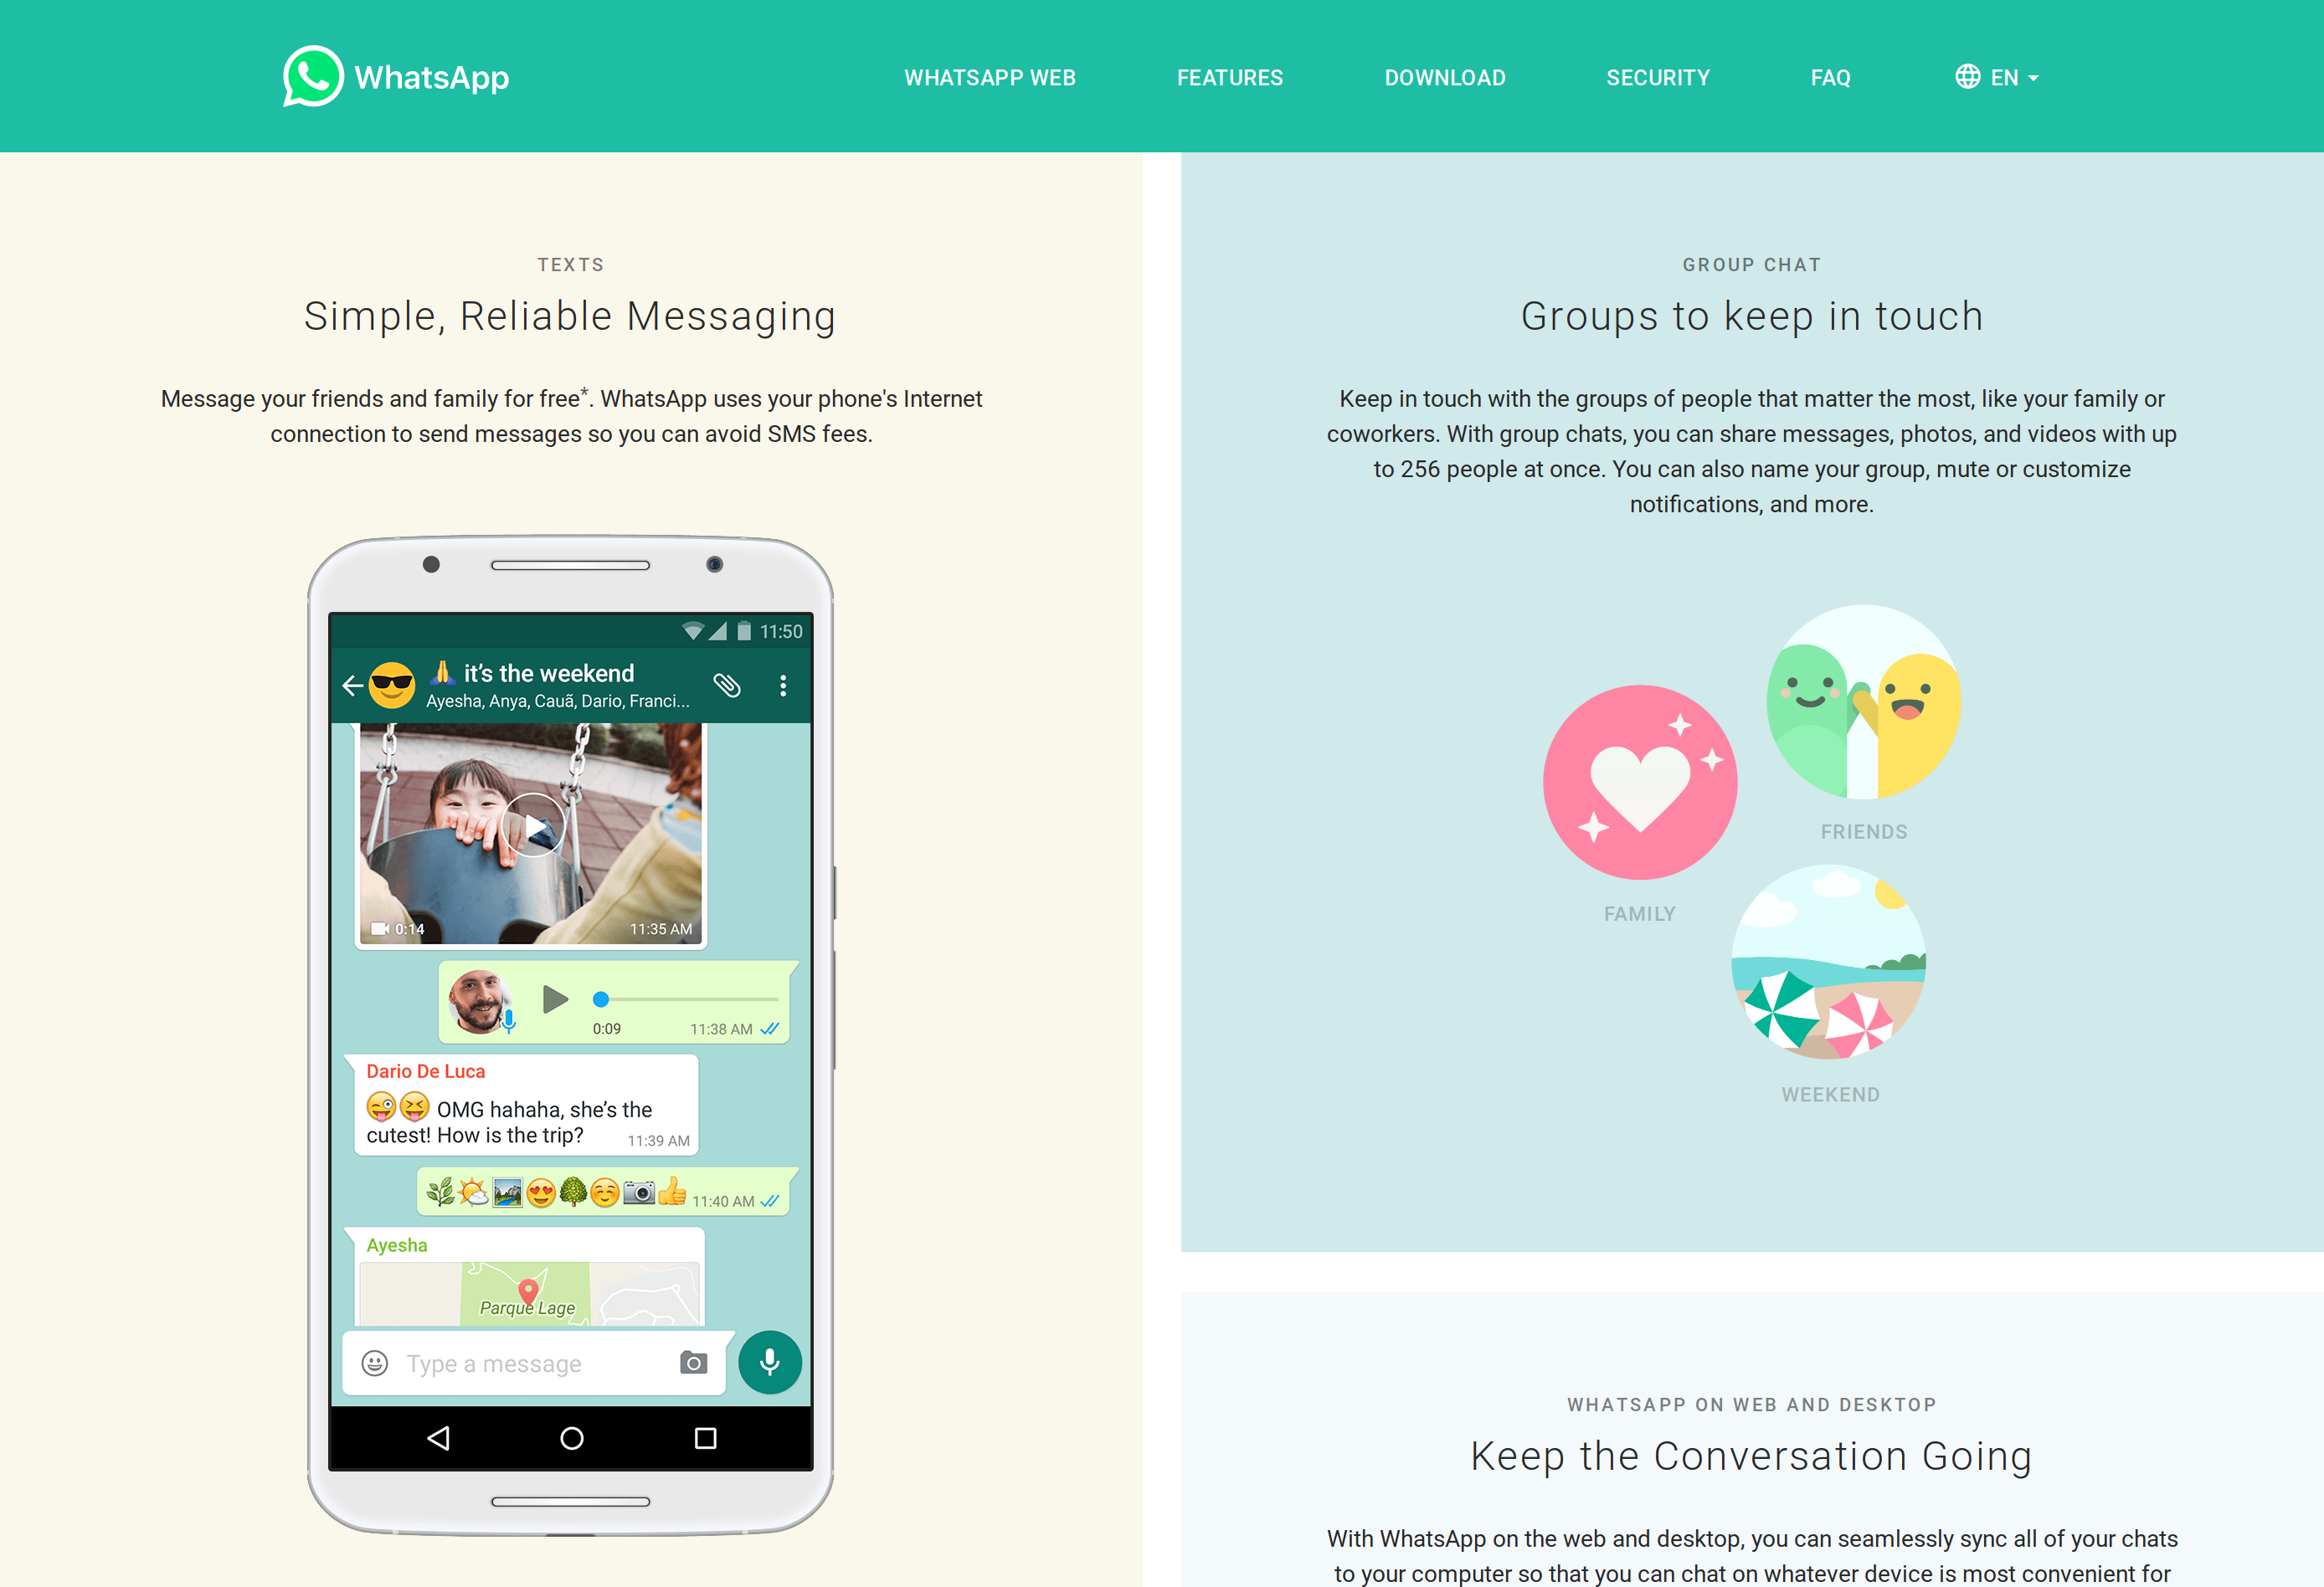 WhatsApp
WHATSAPP WEB
FEATURES
DOWNLOAD
SECURITY
FAQ
EN
TEXTS
Simple, Reliable Messaging
Message your friends and family for free*. WhatsApp uses your phone's Internet
connection to send messages so you can avoid SMS fees.
11:50
🙏 it’s the weekend
Ayesha, Anya, Cauã, Dario, Franci...
0:14
11:35 AM
0:09
11:38 AM
Dario De Luca
😜😝 OMG hahaha, she’s the
cutest! How is the trip?
11:39 AM
11:40 AM
Ayesha
Parque Lage
Type a message
GROUP CHAT
Groups to keep in touch
Keep in touch with the groups of people that matter the most, like your family or
coworkers. With group chats, you can share messages, photos, and videos with up
to 256 people at once. You can also name your group, mute or customize
notifications, and more.
FRIENDS
FAMILY
WEEKEND
WHATSAPP ON WEB AND DESKTOP
Keep the Conversation Going
With WhatsApp on the web and desktop, you can seamlessly sync all of your chats
to your computer so that you can chat on whatever device is most convenient for